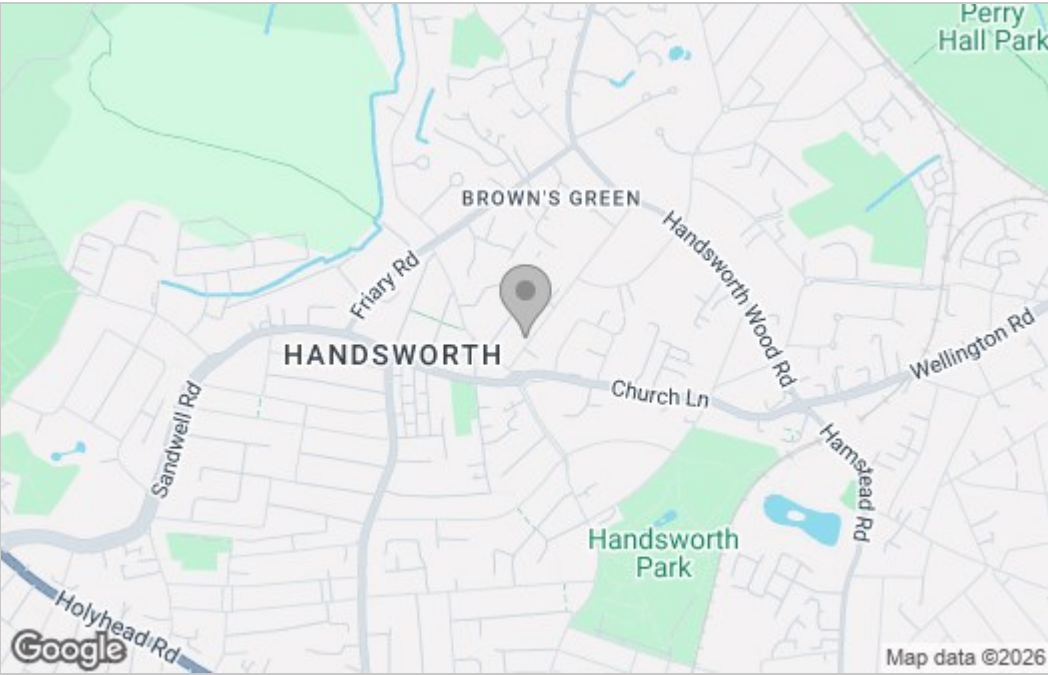 Perry
Hall Park
BROWN'S GREEN
Handsworth Wood Rd
Friary Rd
Wellington Rd
HANDSWORTH
Church Ln
Sandwell Rd
Hamstead Rd
Handsworth
Park
Holyhead Rd
Google
Map data ©2026